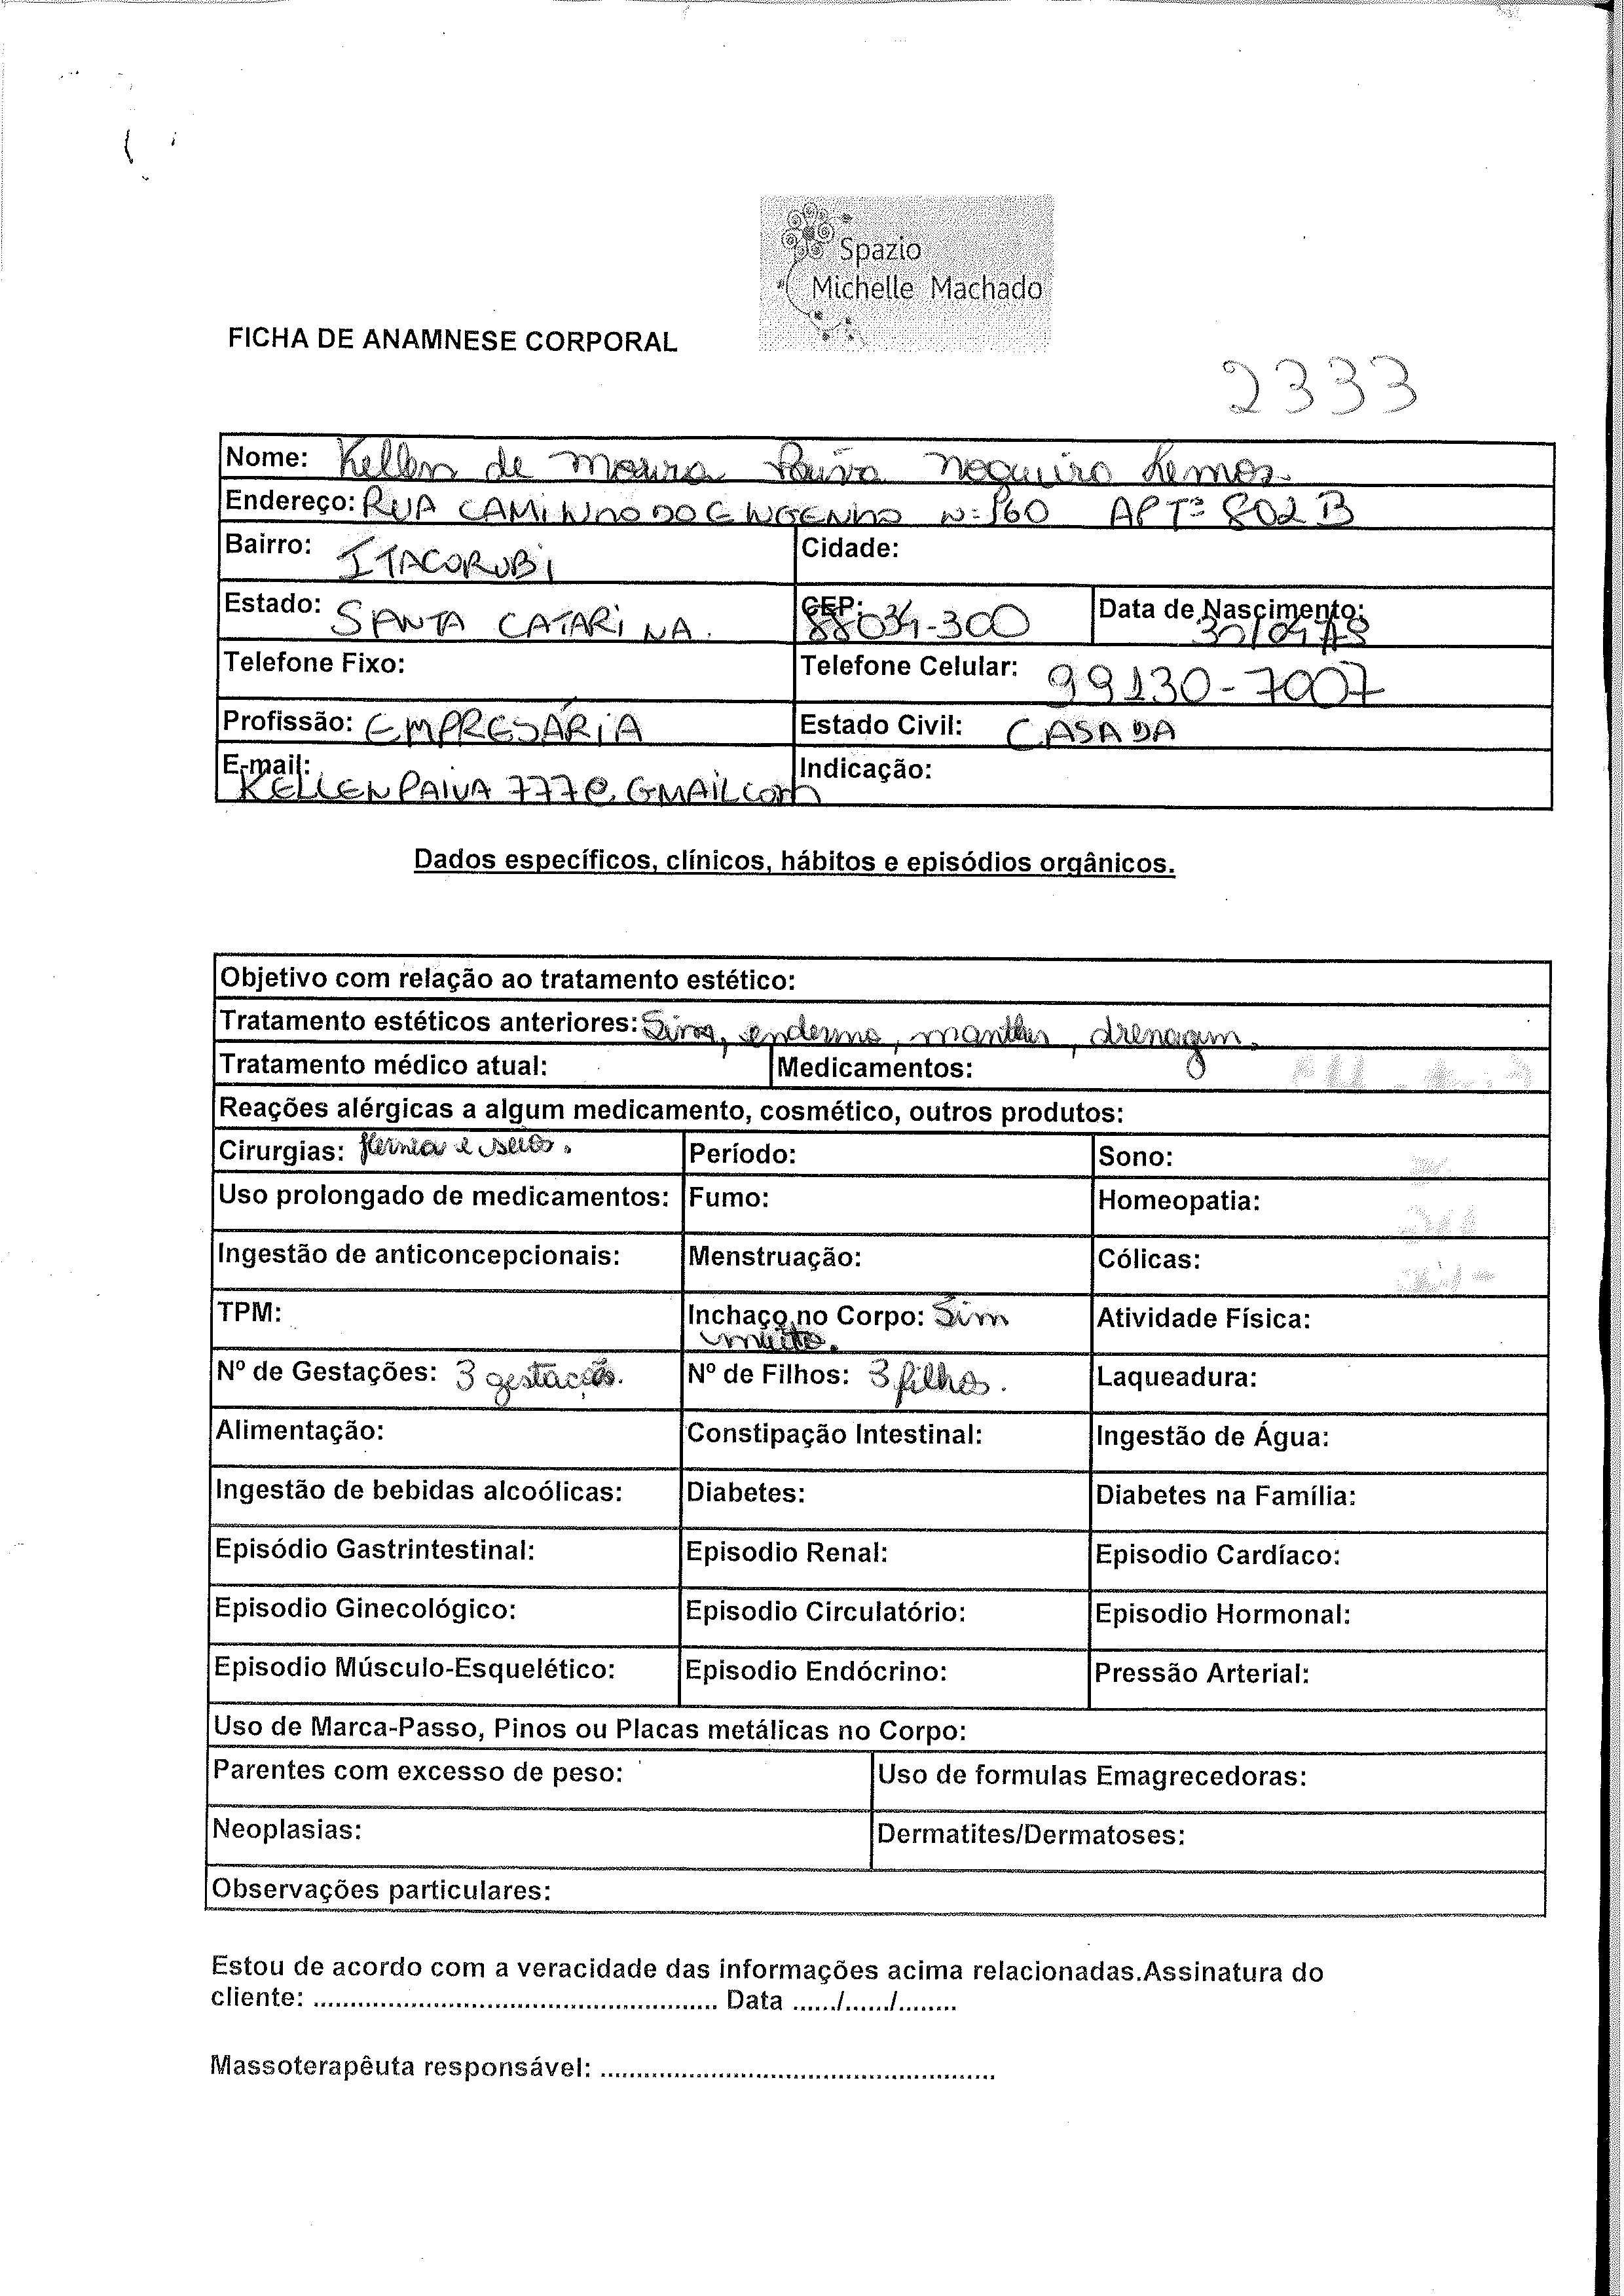 Spazio
Michelle Machado
FICHA DE ANAMNESE CORPORAL
2333
Nome: Kellen de Moura Paiva Nogueira Lemos.
Endereço: RUA CAMINHO DO ENGENHO Nº 160 APTº 802 B
Bairro: ITACORUBi Cidade:
Estado: SANTA CATARiNA. CEP: 88034-300 Data de Nascimento:
Telefone Fixo: Telefone Celular: 99130-7007
Profissão: EMPRESÁRiA Estado Civil: CASADA
E-mail: KELLENPAIVA777@.GMAIL.COM Indicação:
Dados específicos, clínicos, hábitos e episódios orgânicos.
Objetivo com relação ao tratamento estético:
Tratamento estéticos anteriores: Sim, endermo, manthus, drenagem.
Tratamento médico atual: Medicamentos:
Reações alérgicas a algum medicamento, cosmético, outros produtos:
Cirurgias: hérnia e seios. Período: Sono:
Uso prolongado de medicamentos: Fumo: Homeopatia:
Ingestão de anticoncepcionais: Menstruação: Cólicas:
TPM: Inchaço no Corpo: Sim Atividade Física:
muito.
Nº de Gestações: 3 gestações. Nº de Filhos: 3 filhos. Laqueadura:
Alimentação: Constipação Intestinal: Ingestão de Água:
Ingestão de bebidas alcoólicas: Diabetes: Diabetes na Família:
Episódio Gastrintestinal: Episodio Renal: Episodio Cardíaco:
Episodio Ginecológico: Episodio Circulatório: Episodio Hormonal:
Episodio Músculo-Esquelético: Episodio Endócrino: Pressão Arterial:
Uso de Marca-Passo, Pinos ou Placas metálicas no Corpo:
Parentes com excesso de peso: Uso de formulas Emagrecedoras:
Neoplasias: Dermatites/Dermatoses:
Observações particulares:
Estou de acordo com a veracidade das informações acima relacionadas.Assinatura do
cliente: ...................................................... Data ....../....../........
Massoterapêuta responsável: .....................................................